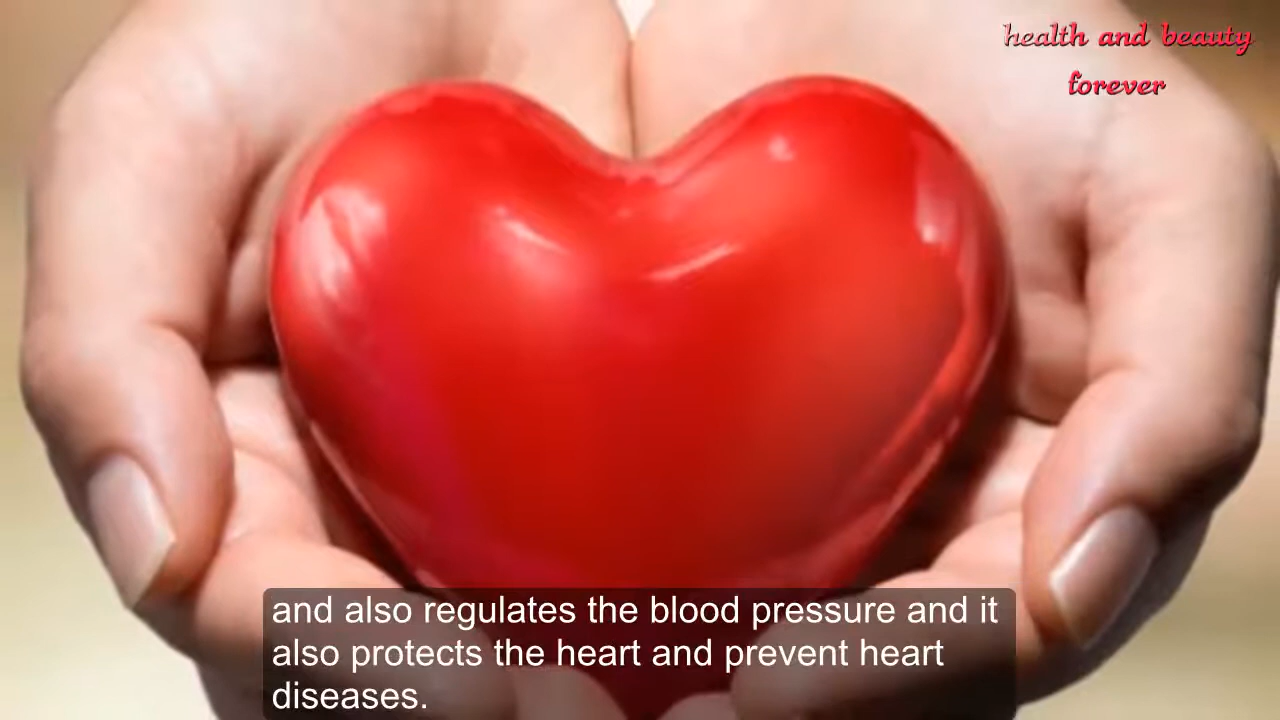 health and beauty
forever
and also regulates the blood pressure and it
also protects the heart and prevent heart
diseases.